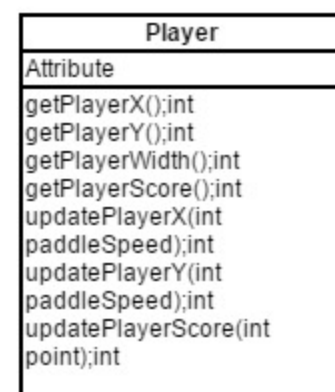 Player
Attribute
getPlayerX();int
getPlayerY();int
getPlayerWidth();int
getPlayerScore();int
updatePlayerX(int
paddleSpeed);int
updatePlayerY(int
paddleSpeed);int
updatePlayerScore(int
point);int